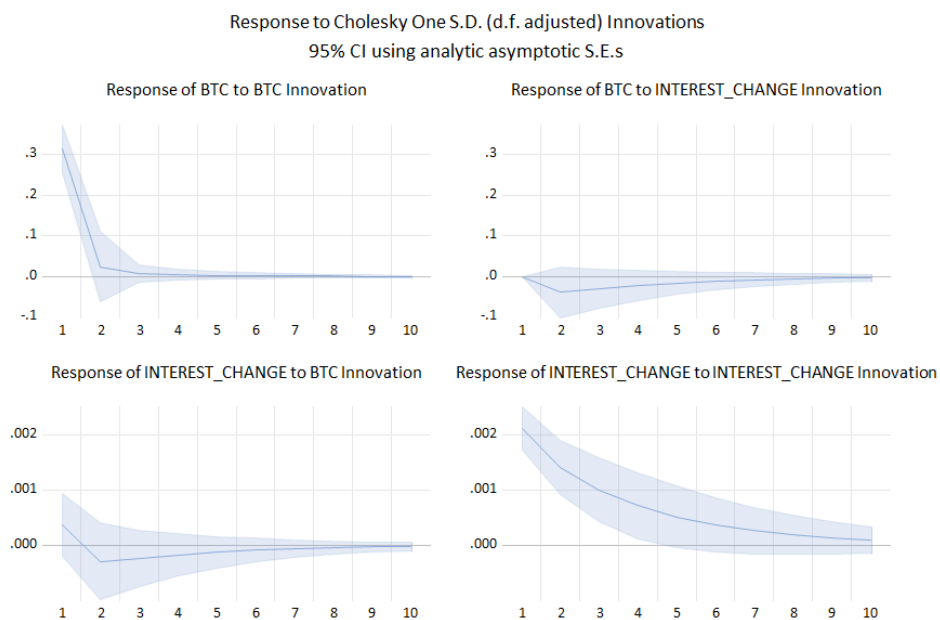 Response to Cholesky One S.D. (d.f. adjusted) Innovations
95% CI using analytic asymptotic S.E.s
Response of BTC to BTC Innovation
.3
.2
.1
.0
-.1
1 2 3 4 5 6 7 8 9 10
Response of BTC to INTEREST_CHANGE Innovation
.3
.2
.1
.0
-.1
1 2 3 4 5 6 7 8 9 10
Response of INTEREST_CHANGE to BTC Innovation
.002
.001
.000
1 2 3 4 5 6 7 8 9 10
Response of INTEREST_CHANGE to INTEREST_CHANGE Innovation
.002
.001
.000
1 2 3 4 5 6 7 8 9 10